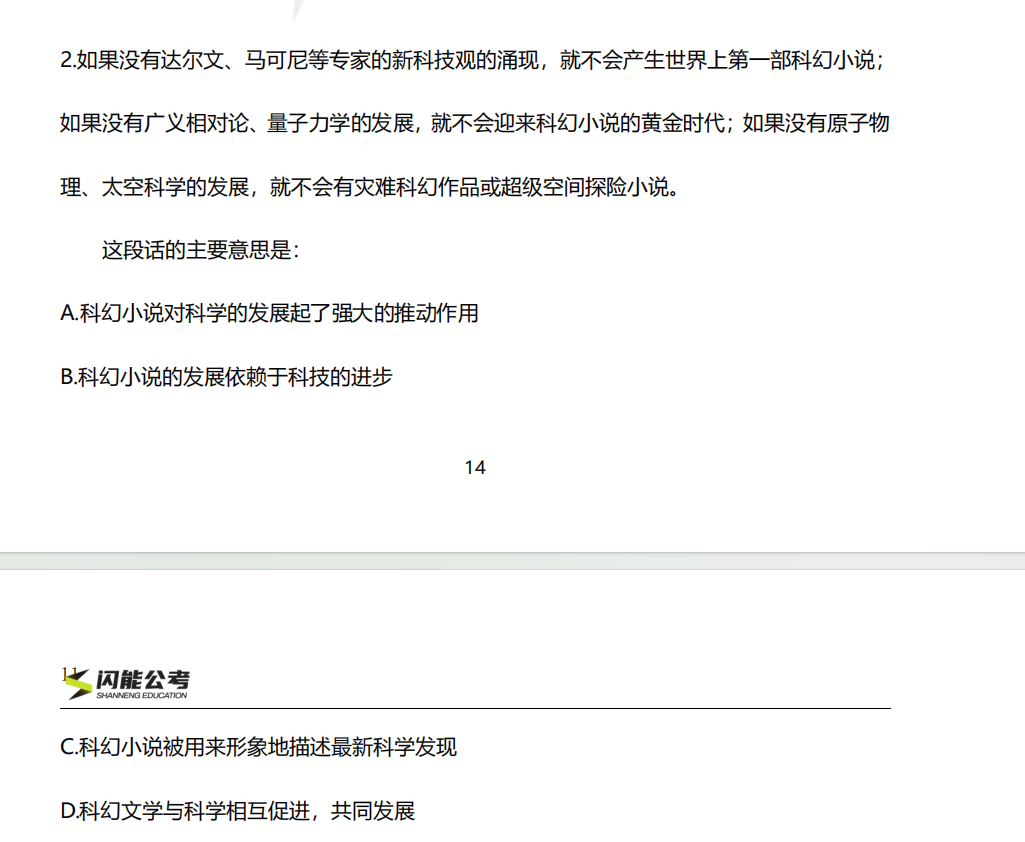 2.如果没有达尔文、马可尼等专家的新科技观的涌现，就不会产生世界上第一部科幻小说；
如果没有广义相对论、量子力学的发展，就不会迎来科幻小说的黄金时代；如果没有原子物
理、太空科学的发展，就不会有灾难科幻作品或超级空间探险小说。
这段话的主要意思是：
A.科幻小说对科学的发展起了强大的推动作用
B.科幻小说的发展依赖于科技的进步
14
11
闪能公考
SHANNENG EDUCATION
C.科幻小说被用来形象地描述最新科学发现
D.科幻文学与科学相互促进，共同发展